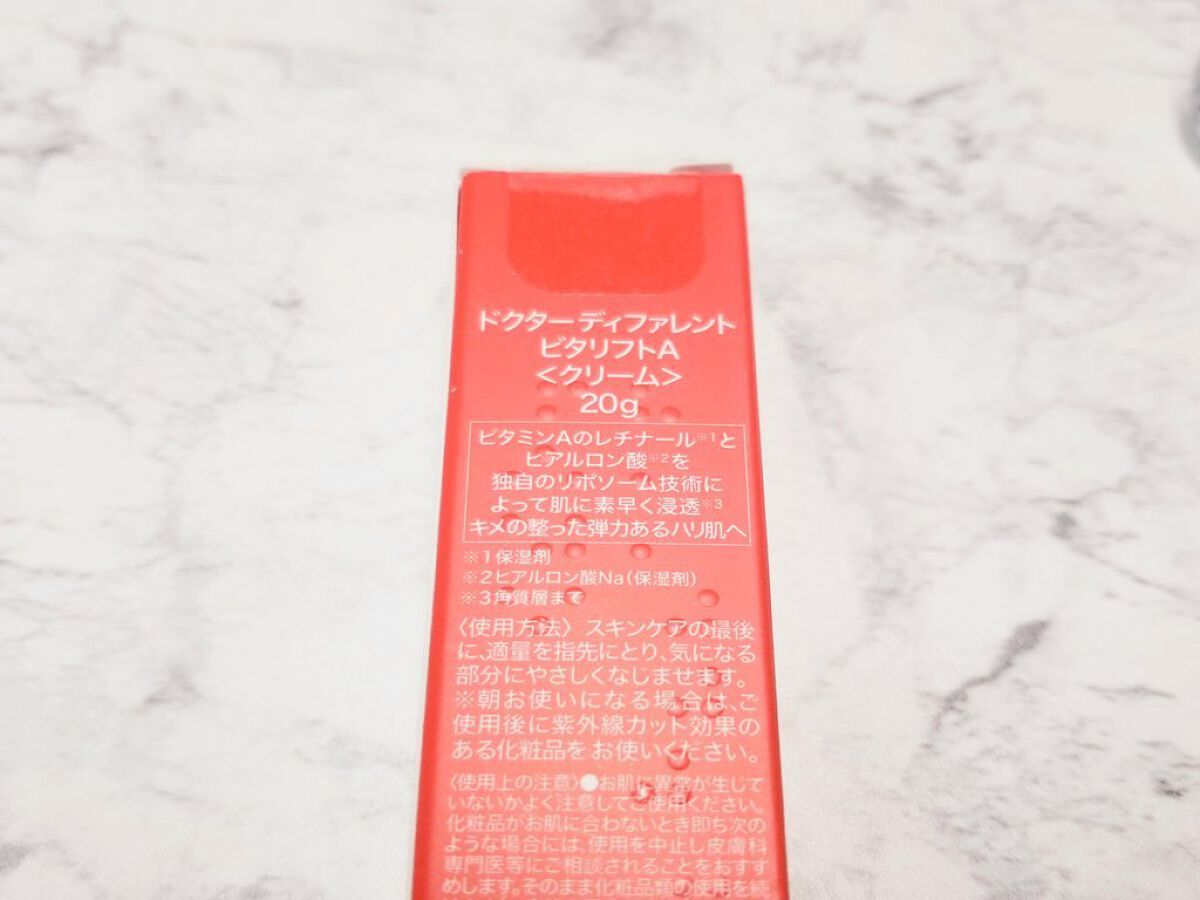 ドクターディファレント
ビタリフトA
<クリーム>
20g
ビタミンAのレチナール※1と
ヒアルロン酸※2を
独自のリポソーム技術に
よって肌に素早く浸透※3
キメの整った弾力あるハリ肌へ
※1保湿剤
※2ヒアルロン酸Na(保湿剤)
※3角質層まで
〈使用方法〉スキンケアの最後
に、適量を指先にとり、気になる
部分にやさしくなじませます。
※朝お使いになる場合は、ご
使用後に紫外線カット効果の
ある化粧品をお使いください。
〈使用上の注意〉●お肌に異常が生じて
いないかよく注意してご使用ください。
化粧品がお肌に合わないとき即ち次の
ような場合には、使用を中止し皮膚科
専門医等にご相談されることをおすす
めします。そのまま化粧品類の使用を続